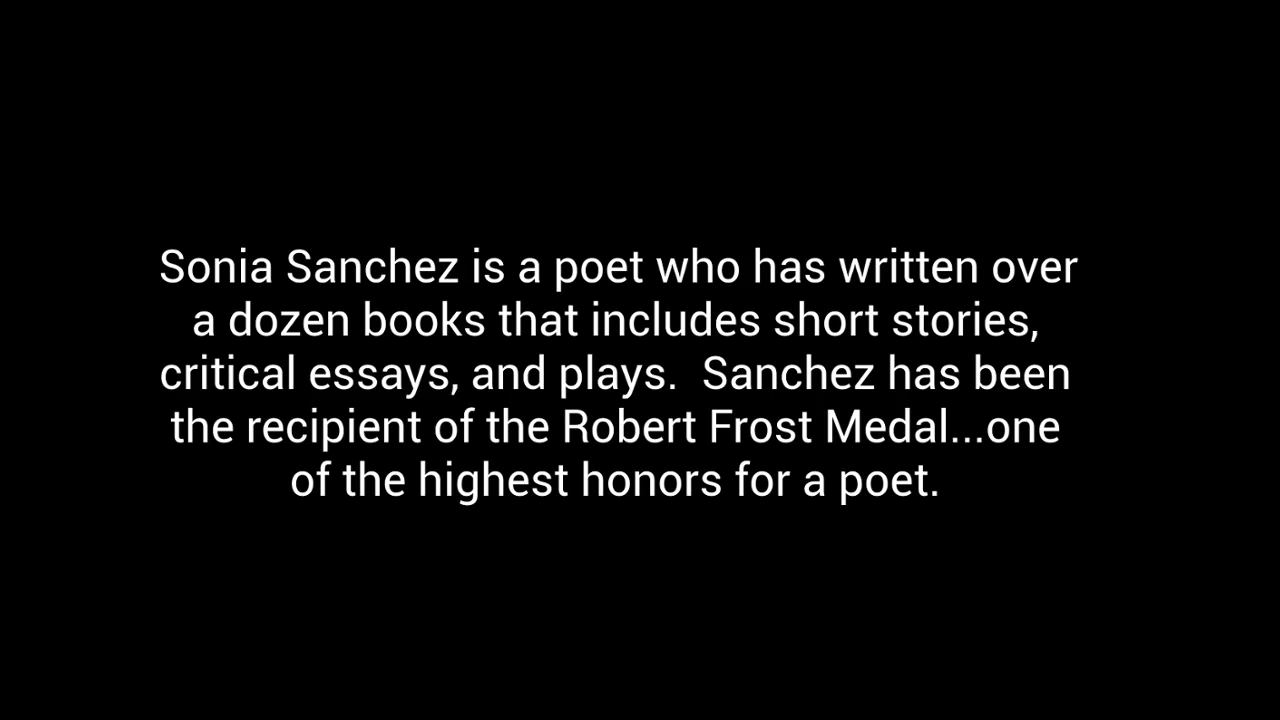 Sonia Sanchez is a poet who has written over
a dozen books that includes short stories,
critical essays, and plays.  Sanchez has been
the recipient of the Robert Frost Medal...one
of the highest honors for a poet.